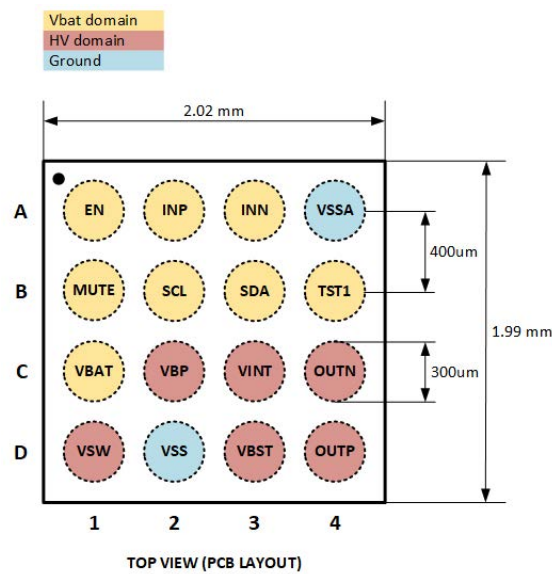 Vbat domain
HV domain
Ground
2.02 mm
A EN INP INN VSSA
400um
B MUTE SCL SDA TST1
1.99 mm
C VBAT VBP VINT OUTN 300um
D VSW VSS VBST OUTP
1 2 3 4
TOP VIEW (PCB LAYOUT)